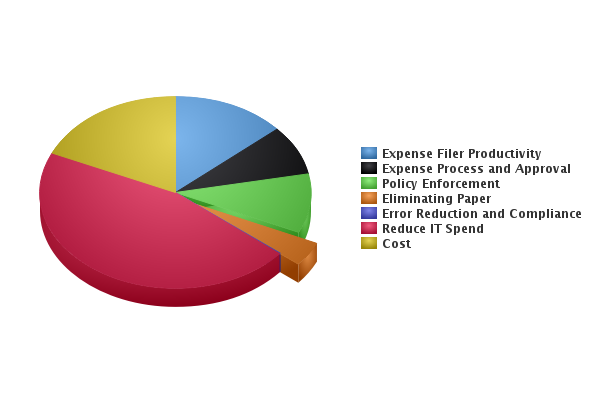 Expense Filer Productivity
Expense Process and Approval
Policy Enforcement
Eliminating Paper
Error Reduction and Compliance
Reduce IT Spend
Cost